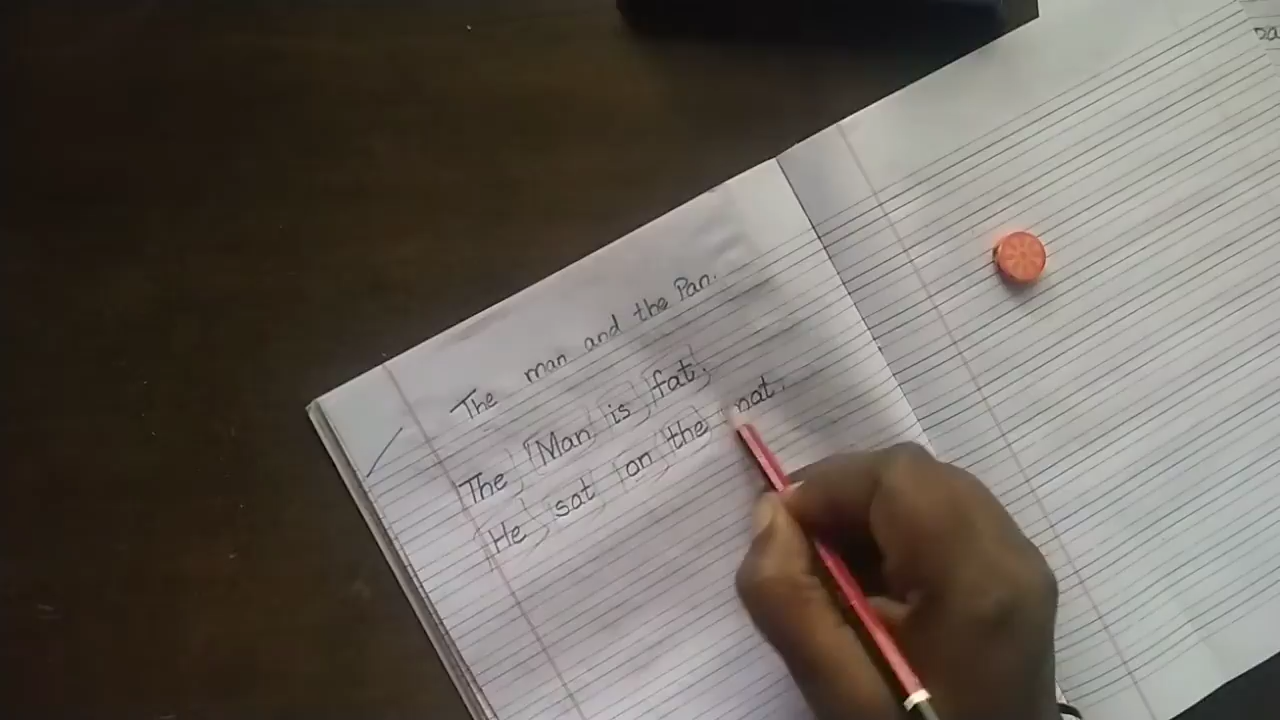 The man and the Pan.
The Man is fat.
He sat on the mat.